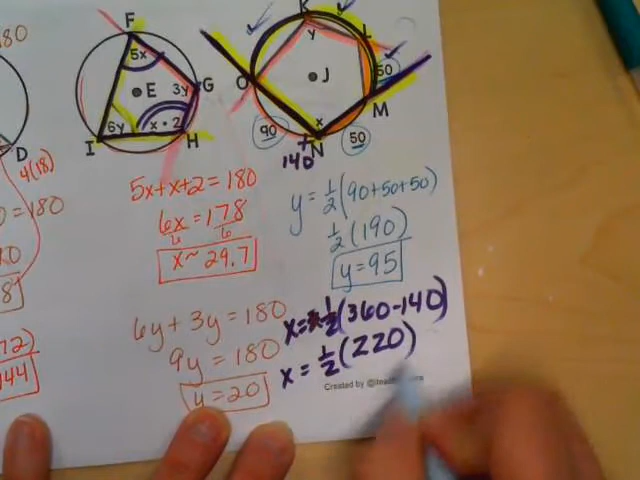 180
F
5x
E
3y
G
6y
x + 2
I
H
K
y
L
50
O
J
M
x
90
N
50
140
D
4(18)
5x+x+2=180
6x = 178
6 6
x ~ 29.7
y = 1/2 (90+50+50)
1/2 (190)
y = 95
= 180
6y + 3y = 180
9y = 180
y = 20
x = 1/2 (360-140)
x = 1/2 (220)
Created by
72)
144